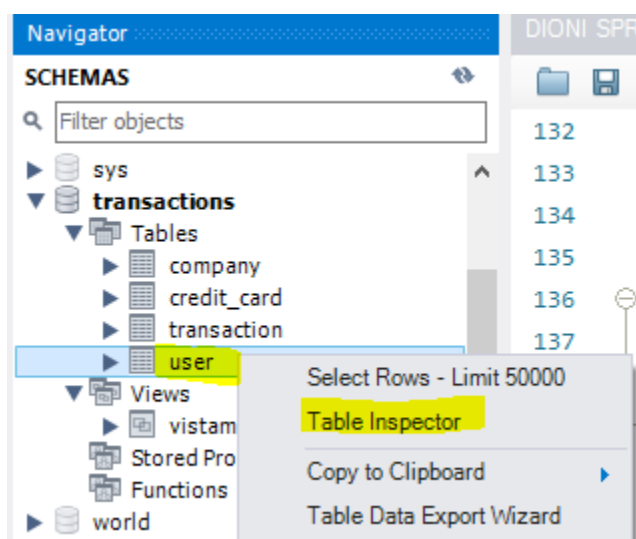 Navigator
DIONI SPR
SCHEMAS
Filter objects
132
sys
133
transactions
134
Tables
135
company
136
credit_card
transaction
137
user
Select Rows - Limit 50000
Views
Table Inspector
vistam
Stored Pro
Copy to Clipboard
Functions
Table Data Export Wizard
world